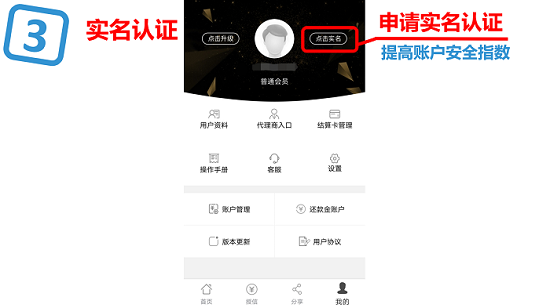 3
实名认证
申请实名认证
提高账户安全指数
点击升级
点击实名
普通会员
用户资料
代理商入口
结算卡管理
操作手册
客服
设置
账户管理
还款金账户
版本更新
用户协议
首页
授信
分享
我的